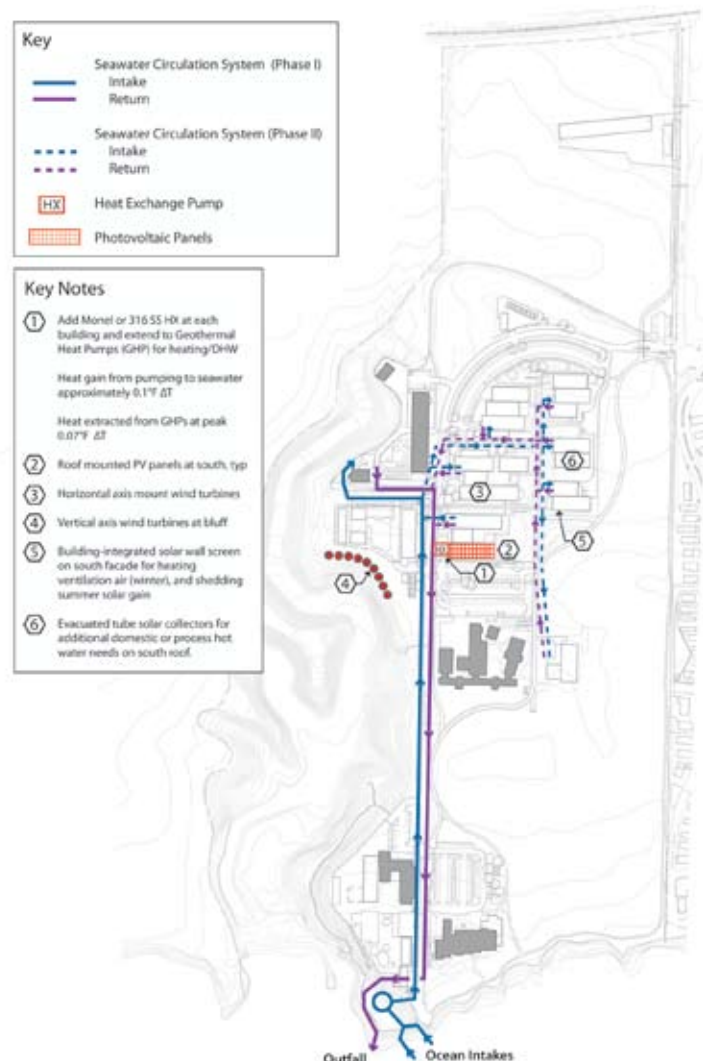 Key
Seawater Circulation System (Phase I)
Intake
Return
Seawater Circulation System (Phase II)
Intake
Return
HX Heat Exchange Pump
Photovoltaic Panels
Key Notes
1 Add Monel or 316 SS HX at each
building and extend to Geothermal
Heat Pumps (GHP) for heating/DHW
Heat gain from pumping to seawater
approximately 0.1°F ΔT
Heat extracted from GHPs at peak
0.07°F ΔT
2 Roof mounted PV panels at south, typ
3 Horizontal axis mount wind turbines
4 Vertical axis wind turbines at bluff
5 Building-integrated solar wall screen
on south facade for heating
ventilation air (winter), and shedding
summer solar gain
6 Evacuated tube solar collectors for
additional domestic or process hot
water needs on south roof.
6
3
5
HX
2
1
4
Outfall
Ocean Intakes